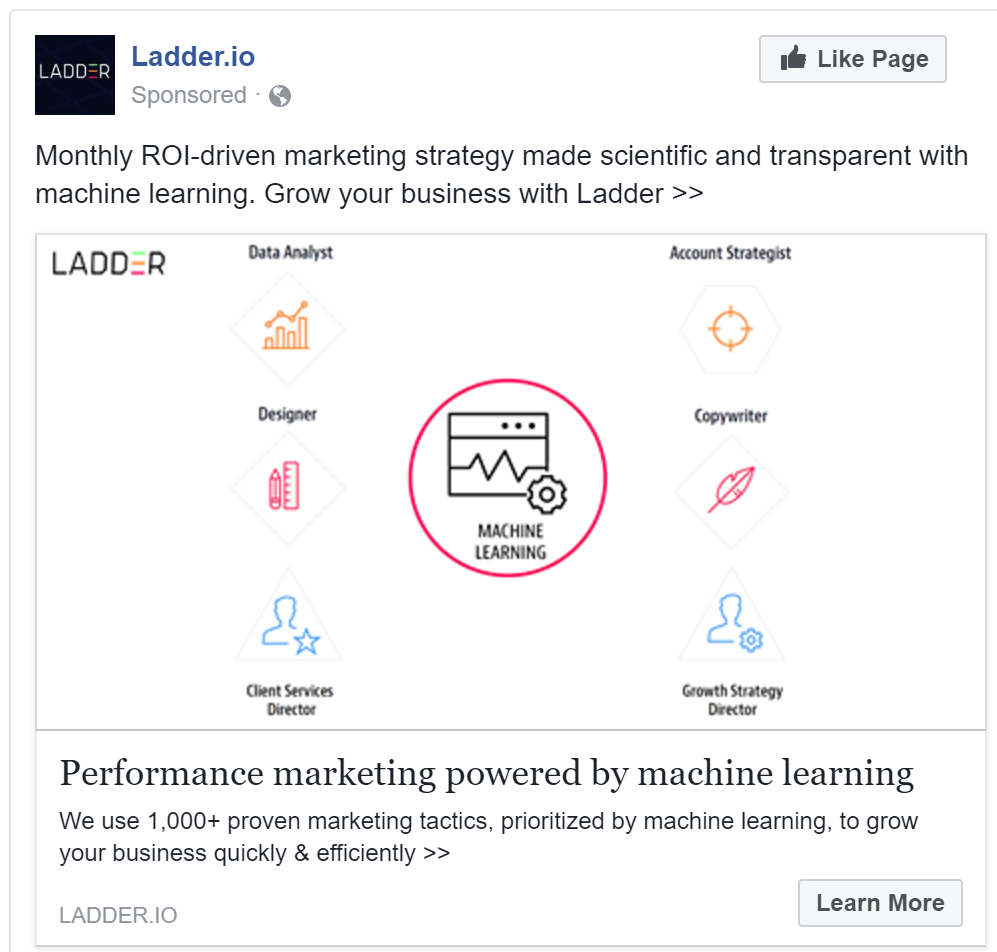 LADDER
Ladder.io
Sponsored ·
Like Page
Monthly ROI-driven marketing strategy made scientific and transparent with
machine learning. Grow your business with Ladder >>
LADDER
Data Analyst
Account Strategist
Designer
Copywriter
MACHINE
LEARNING
Client Services
Director
Growth Strategy
Director
Performance marketing powered by machine learning
We use 1,000+ proven marketing tactics, prioritized by machine learning, to grow
your business quickly & efficiently >>
LADDER.IO
Learn More